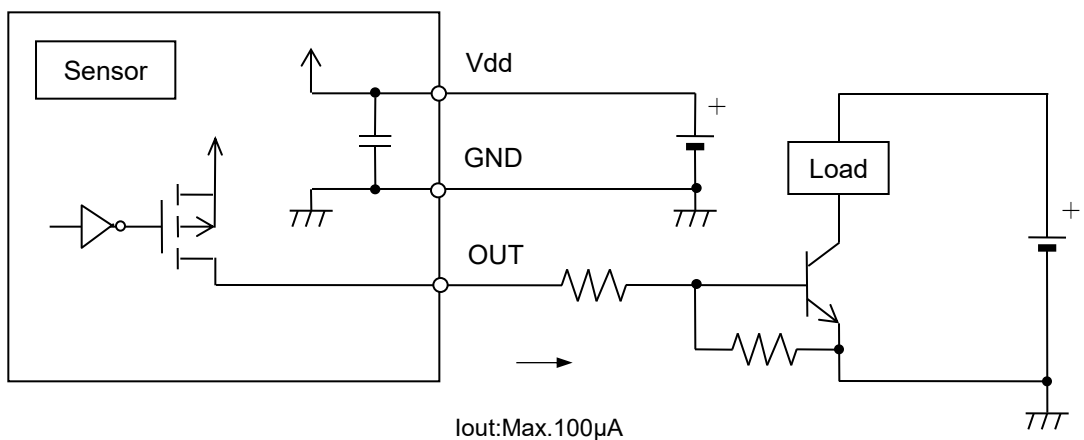 Sensor
Vdd
+
GND
Load
+
OUT
Iout:Max.100µA